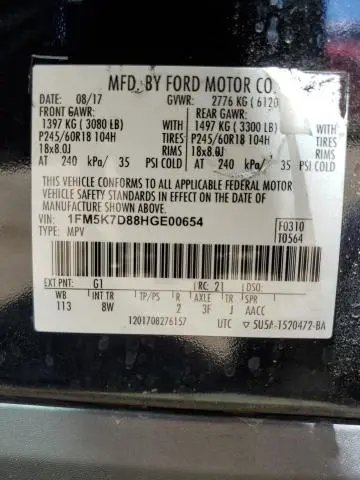 MFD. BY FORD MOTOR CO.
DATE: 08/17 GVWR: 2776 KG (6120
FRONT GAWR: REAR GAWR:
1397 KG (3080 LB) WITH 1497 KG (3300 LB) WITH
P245/60R18 104H TIRES P245/60R18 104H TIRES
18x8.0J RIMS 18x8.0J RIMS
AT 240 kPa/ 35 PSI COLD AT 240 kPa/ 35 PSI COLD
THIS VEHICLE CONFORMS TO ALL APPLICABLE FEDERAL MOTOR
VEHICLE SAFETY STANDARDS IN EFFECT ON THE DATE OF
MANUFACTURE SHOWN ABOVE.
VIN: 1FM5K7D88HGE00654 F0310
TYPE: MPV T0564
EXT PNT: G1 RC: 21
WB INT TR TP/PS R AXLE TR SPR
113 8W 2 3F J AACC
1201708276157 UTC ▽ 5U5A-1520472-BA